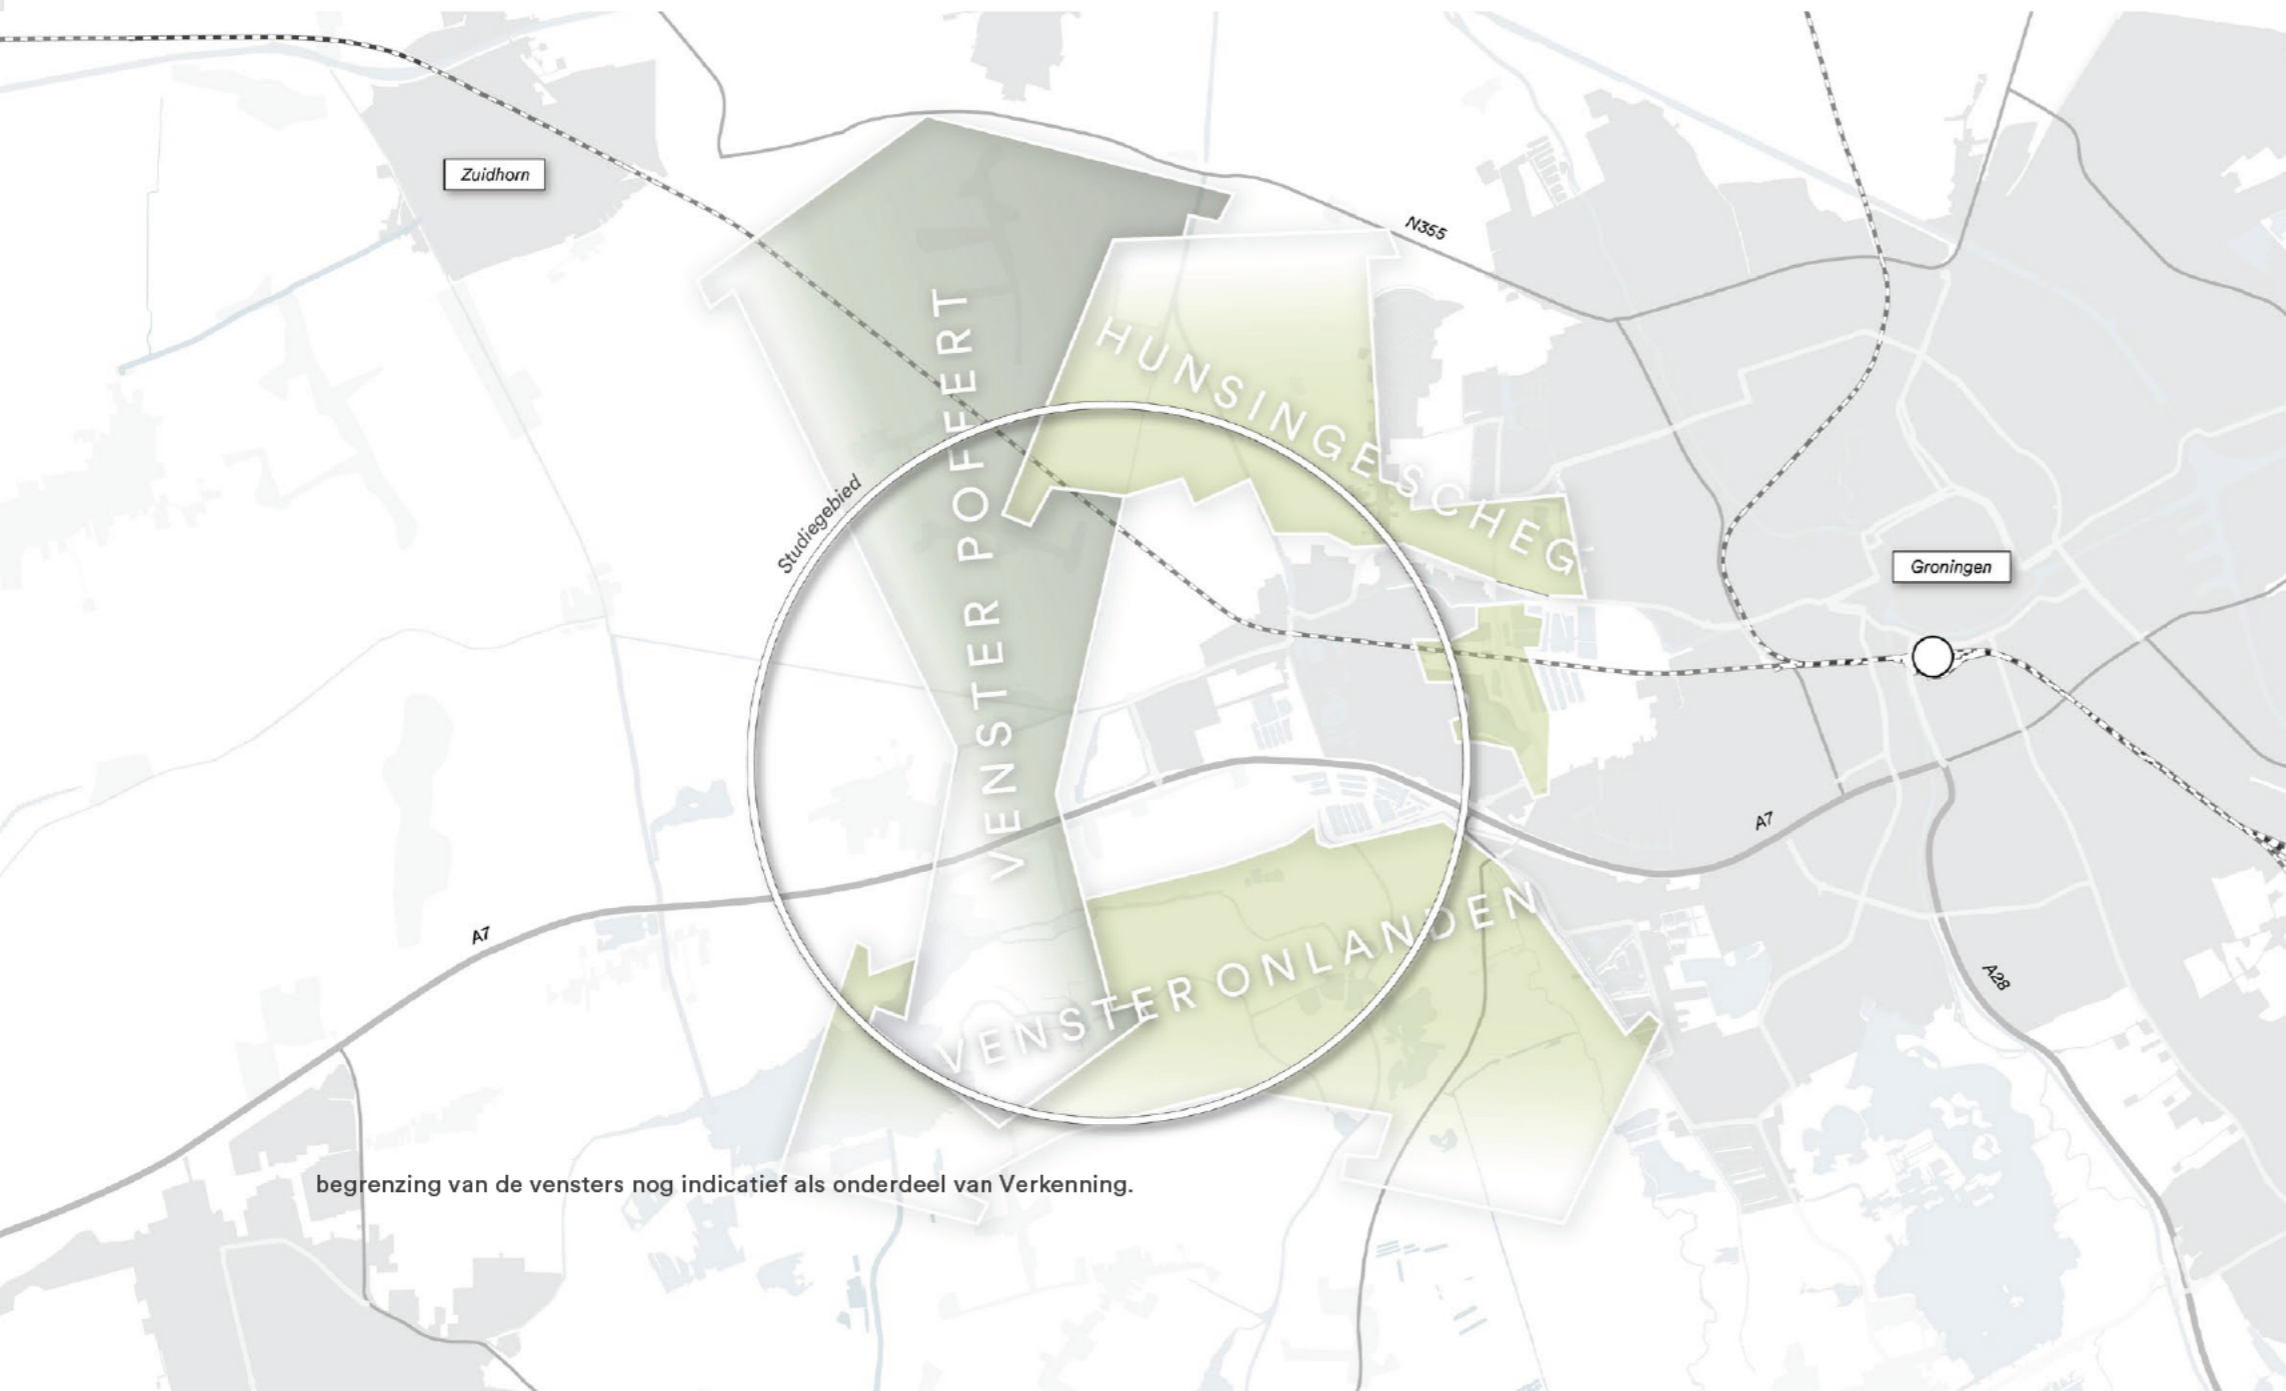 Zuidhorn
N355
VENSTER POFFERT
HUNSINGESCHEG
Studiegebied
Groningen
A7
A7
VENSTER ONLANDEN
A28
begrenzing van de vensters nog indicatief als onderdeel van Verkenning.